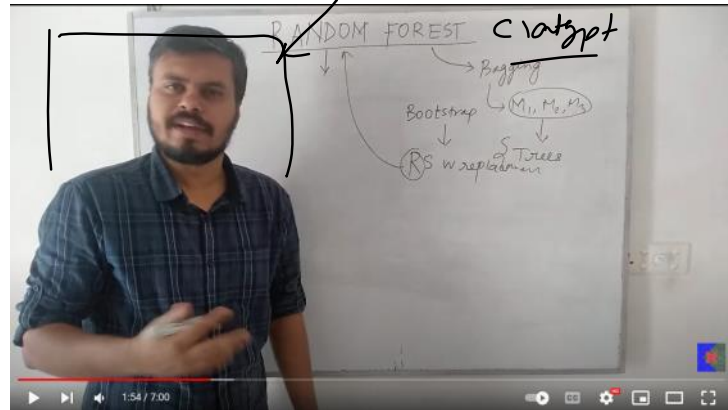 RANDOM FOREST
Clatgpt
Bagging
Bootstrap
M₁, M₂, M₃
Trees
RS w replacement
1:54 / 7:00